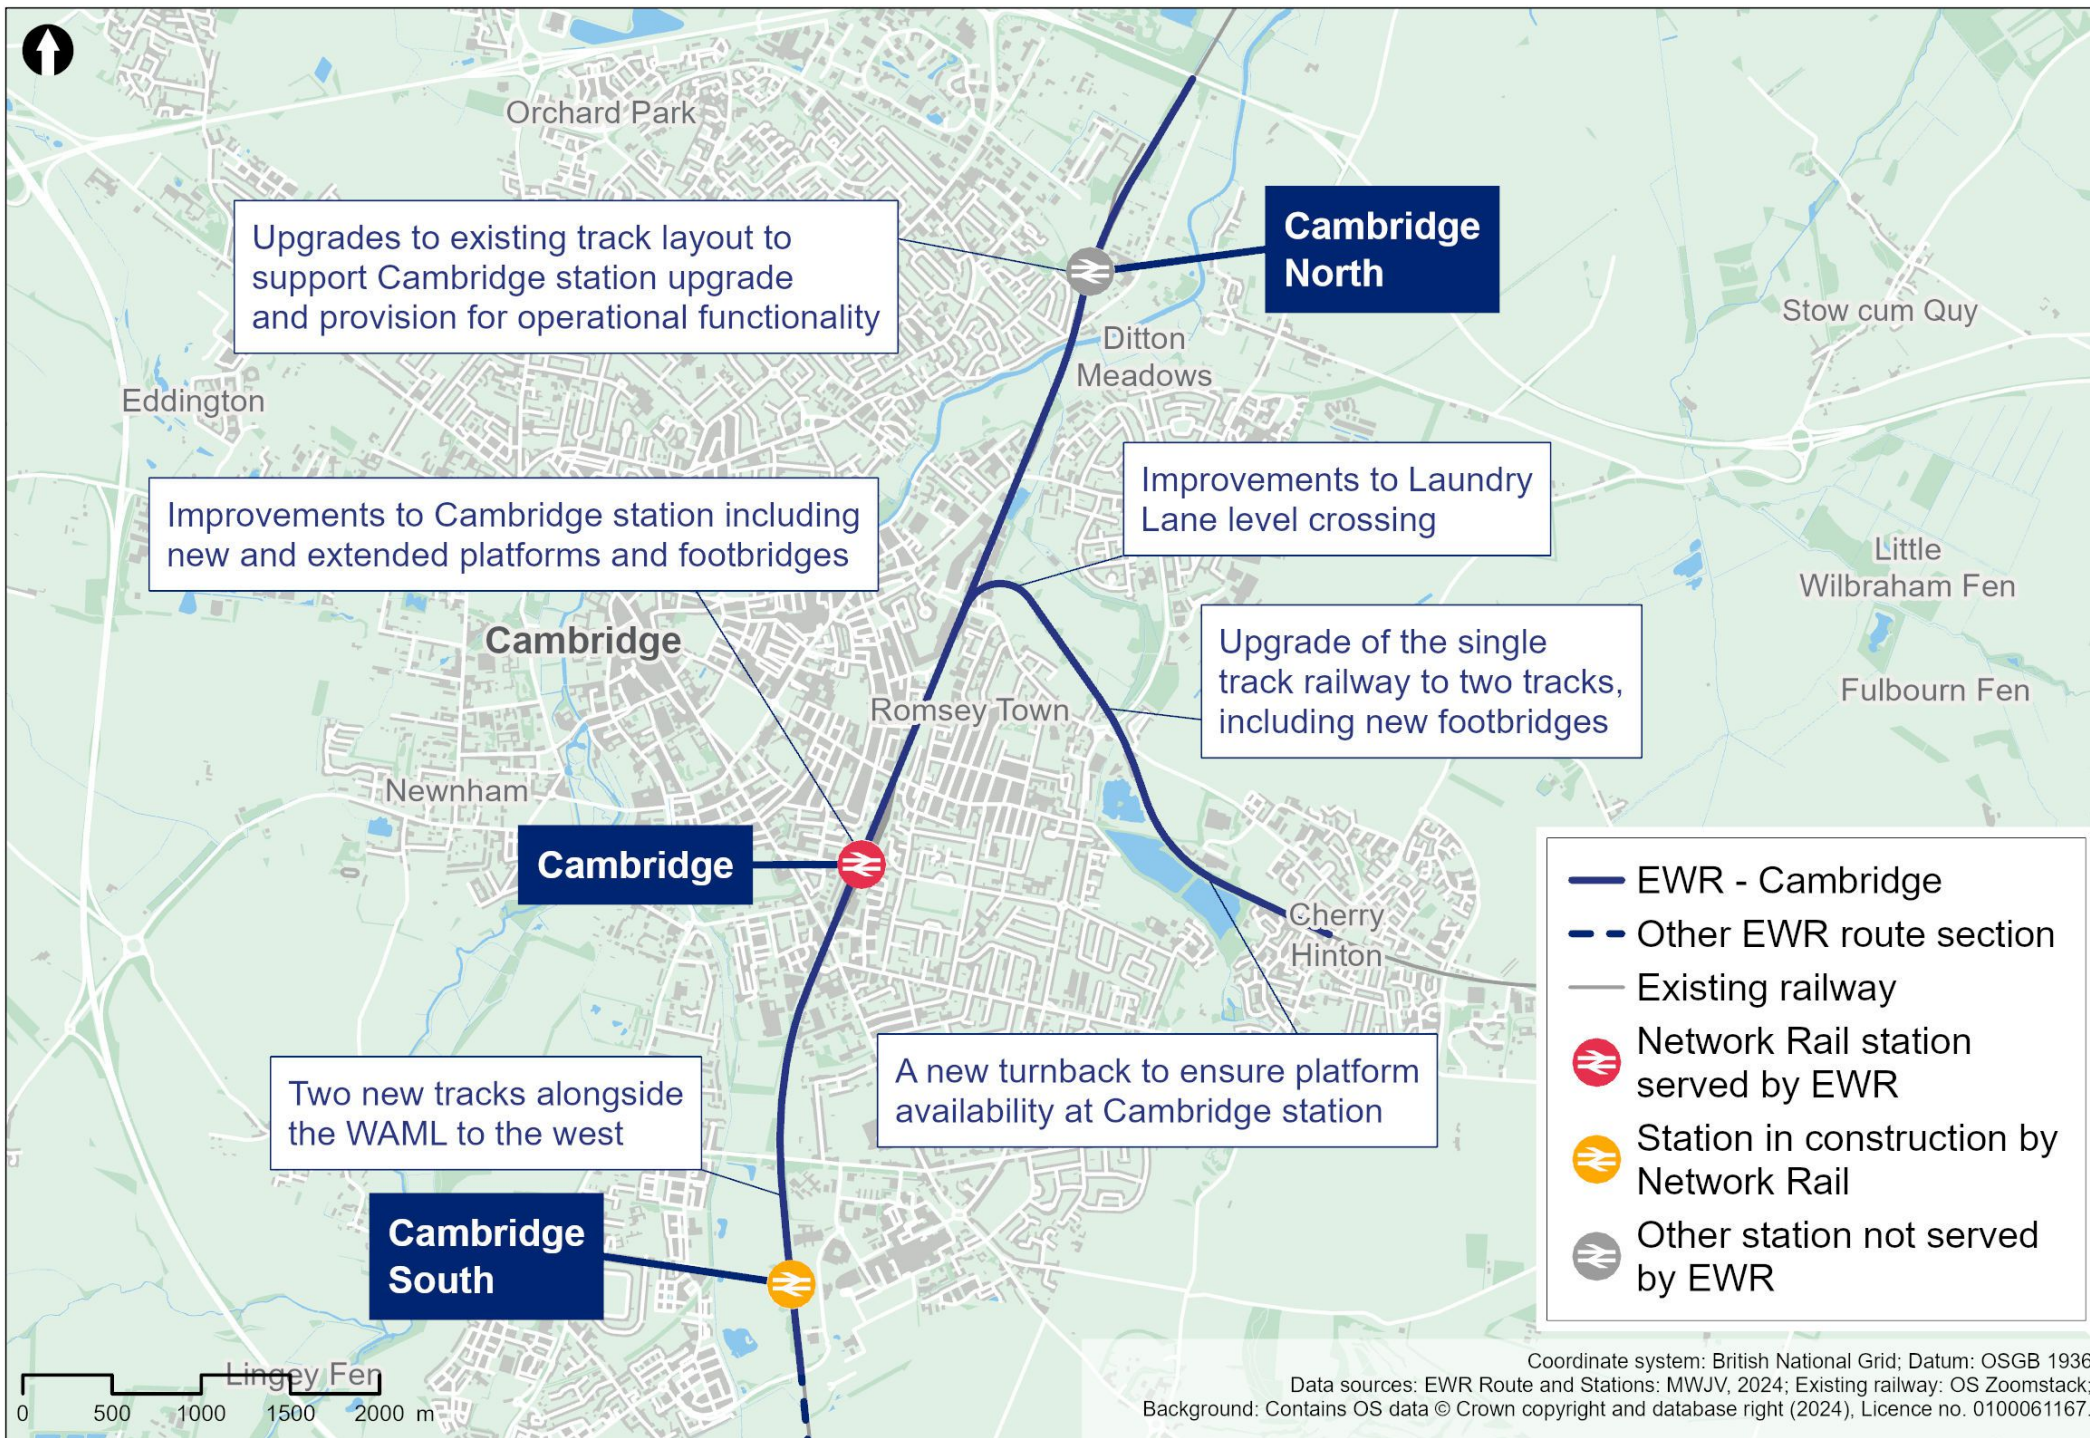 Orchard Park
Upgrades to existing track layout to
support Cambridge station upgrade
and provision for operational functionality
Cambridge
North
Stow cum Quy
Ditton
Meadows
Eddington
Improvements to Laundry
Lane level crossing
Improvements to Cambridge station including
new and extended platforms and footbridges
Little
Wilbraham Fen
Cambridge
Upgrade of the single
track railway to two tracks,
including new footbridges
Fulbourn Fen
Romsey Town
Newnham
Cambridge
Cherry
Hinton
A new turnback to ensure platform
availability at Cambridge station
Two new tracks alongside
the WAML to the west
Cambridge
South
Lingey Fen
0 500 1000 1500 2000 m
EWR - Cambridge
Other EWR route section
Existing railway
Network Rail station
served by EWR
Station in construction by
Network Rail
Other station not served
by EWR
Coordinate system: British National Grid; Datum: OSGB 1936
Data sources: EWR Route and Stations: MWJV, 2024; Existing railway: OS Zoomstack;
Background: Contains OS data © Crown copyright and database right (2024), Licence no. 0100061167.